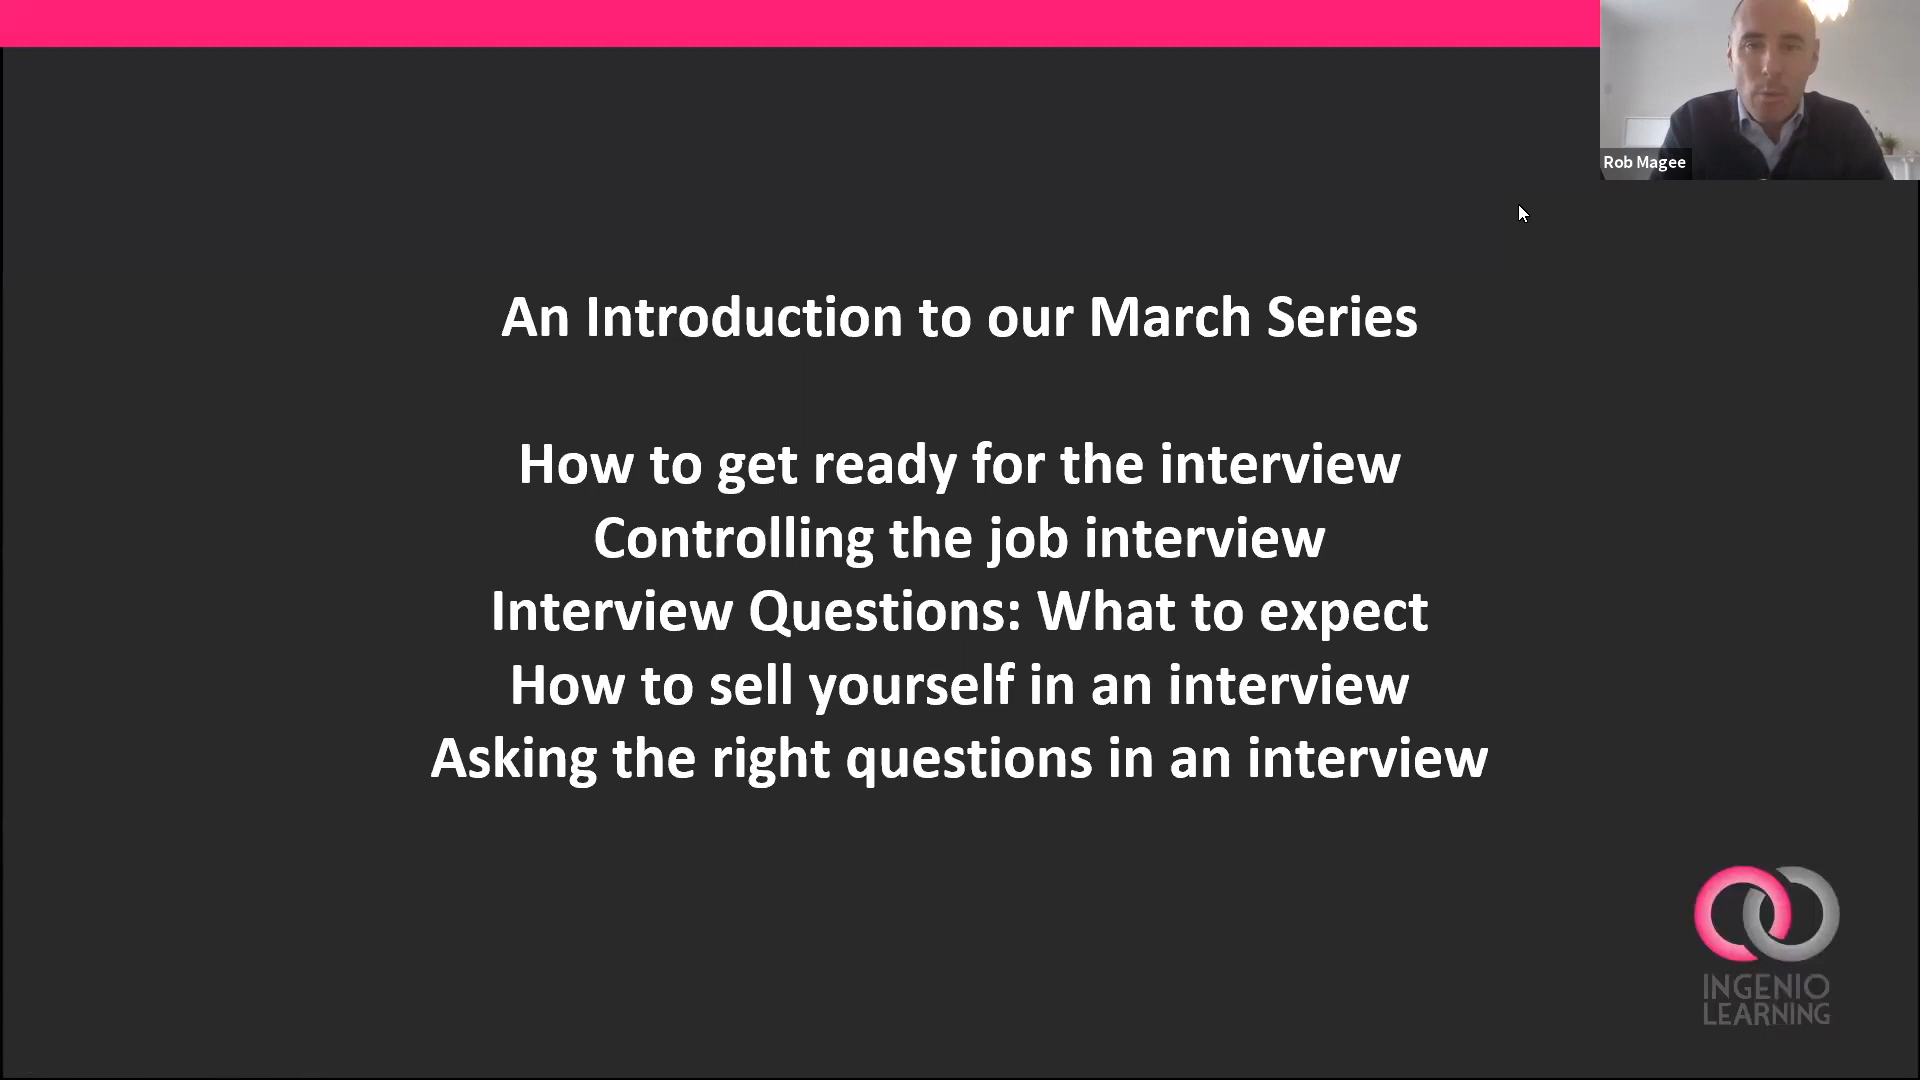 Rob Magee
An Introduction to our March Series
How to get ready for the interview
Controlling the job interview
Interview Questions: What to expect
How to sell yourself in an interview
Asking the right questions in an interview
INGENIO
LEARNING